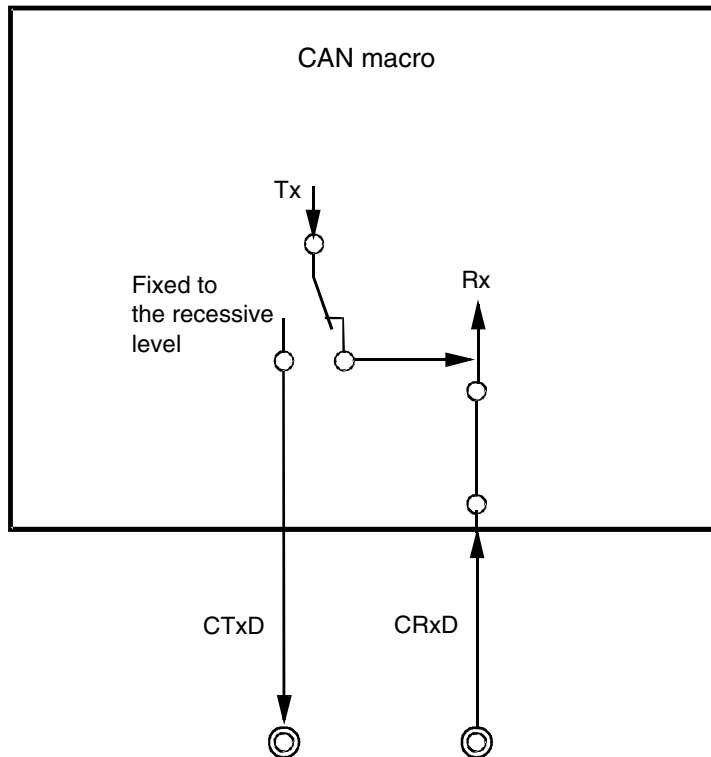 CAN macro
Tx
Rx
Fixed to
the recessive
level
CTxD
CRxD